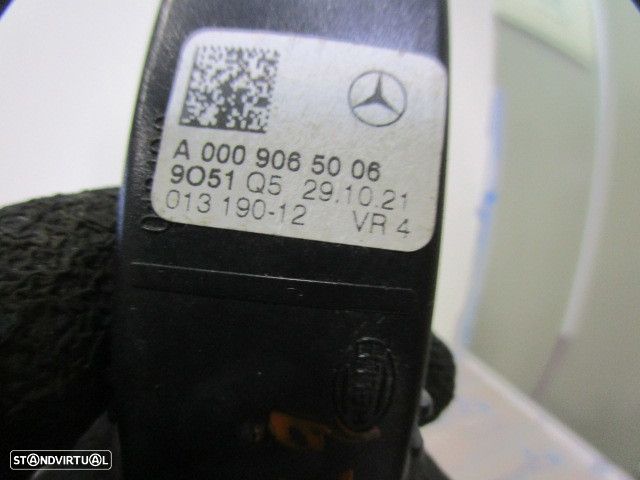 A 000 906 50 06
9O51 Q5 29.10.21
013 190-12 VR 4
STANDVIRTUAL